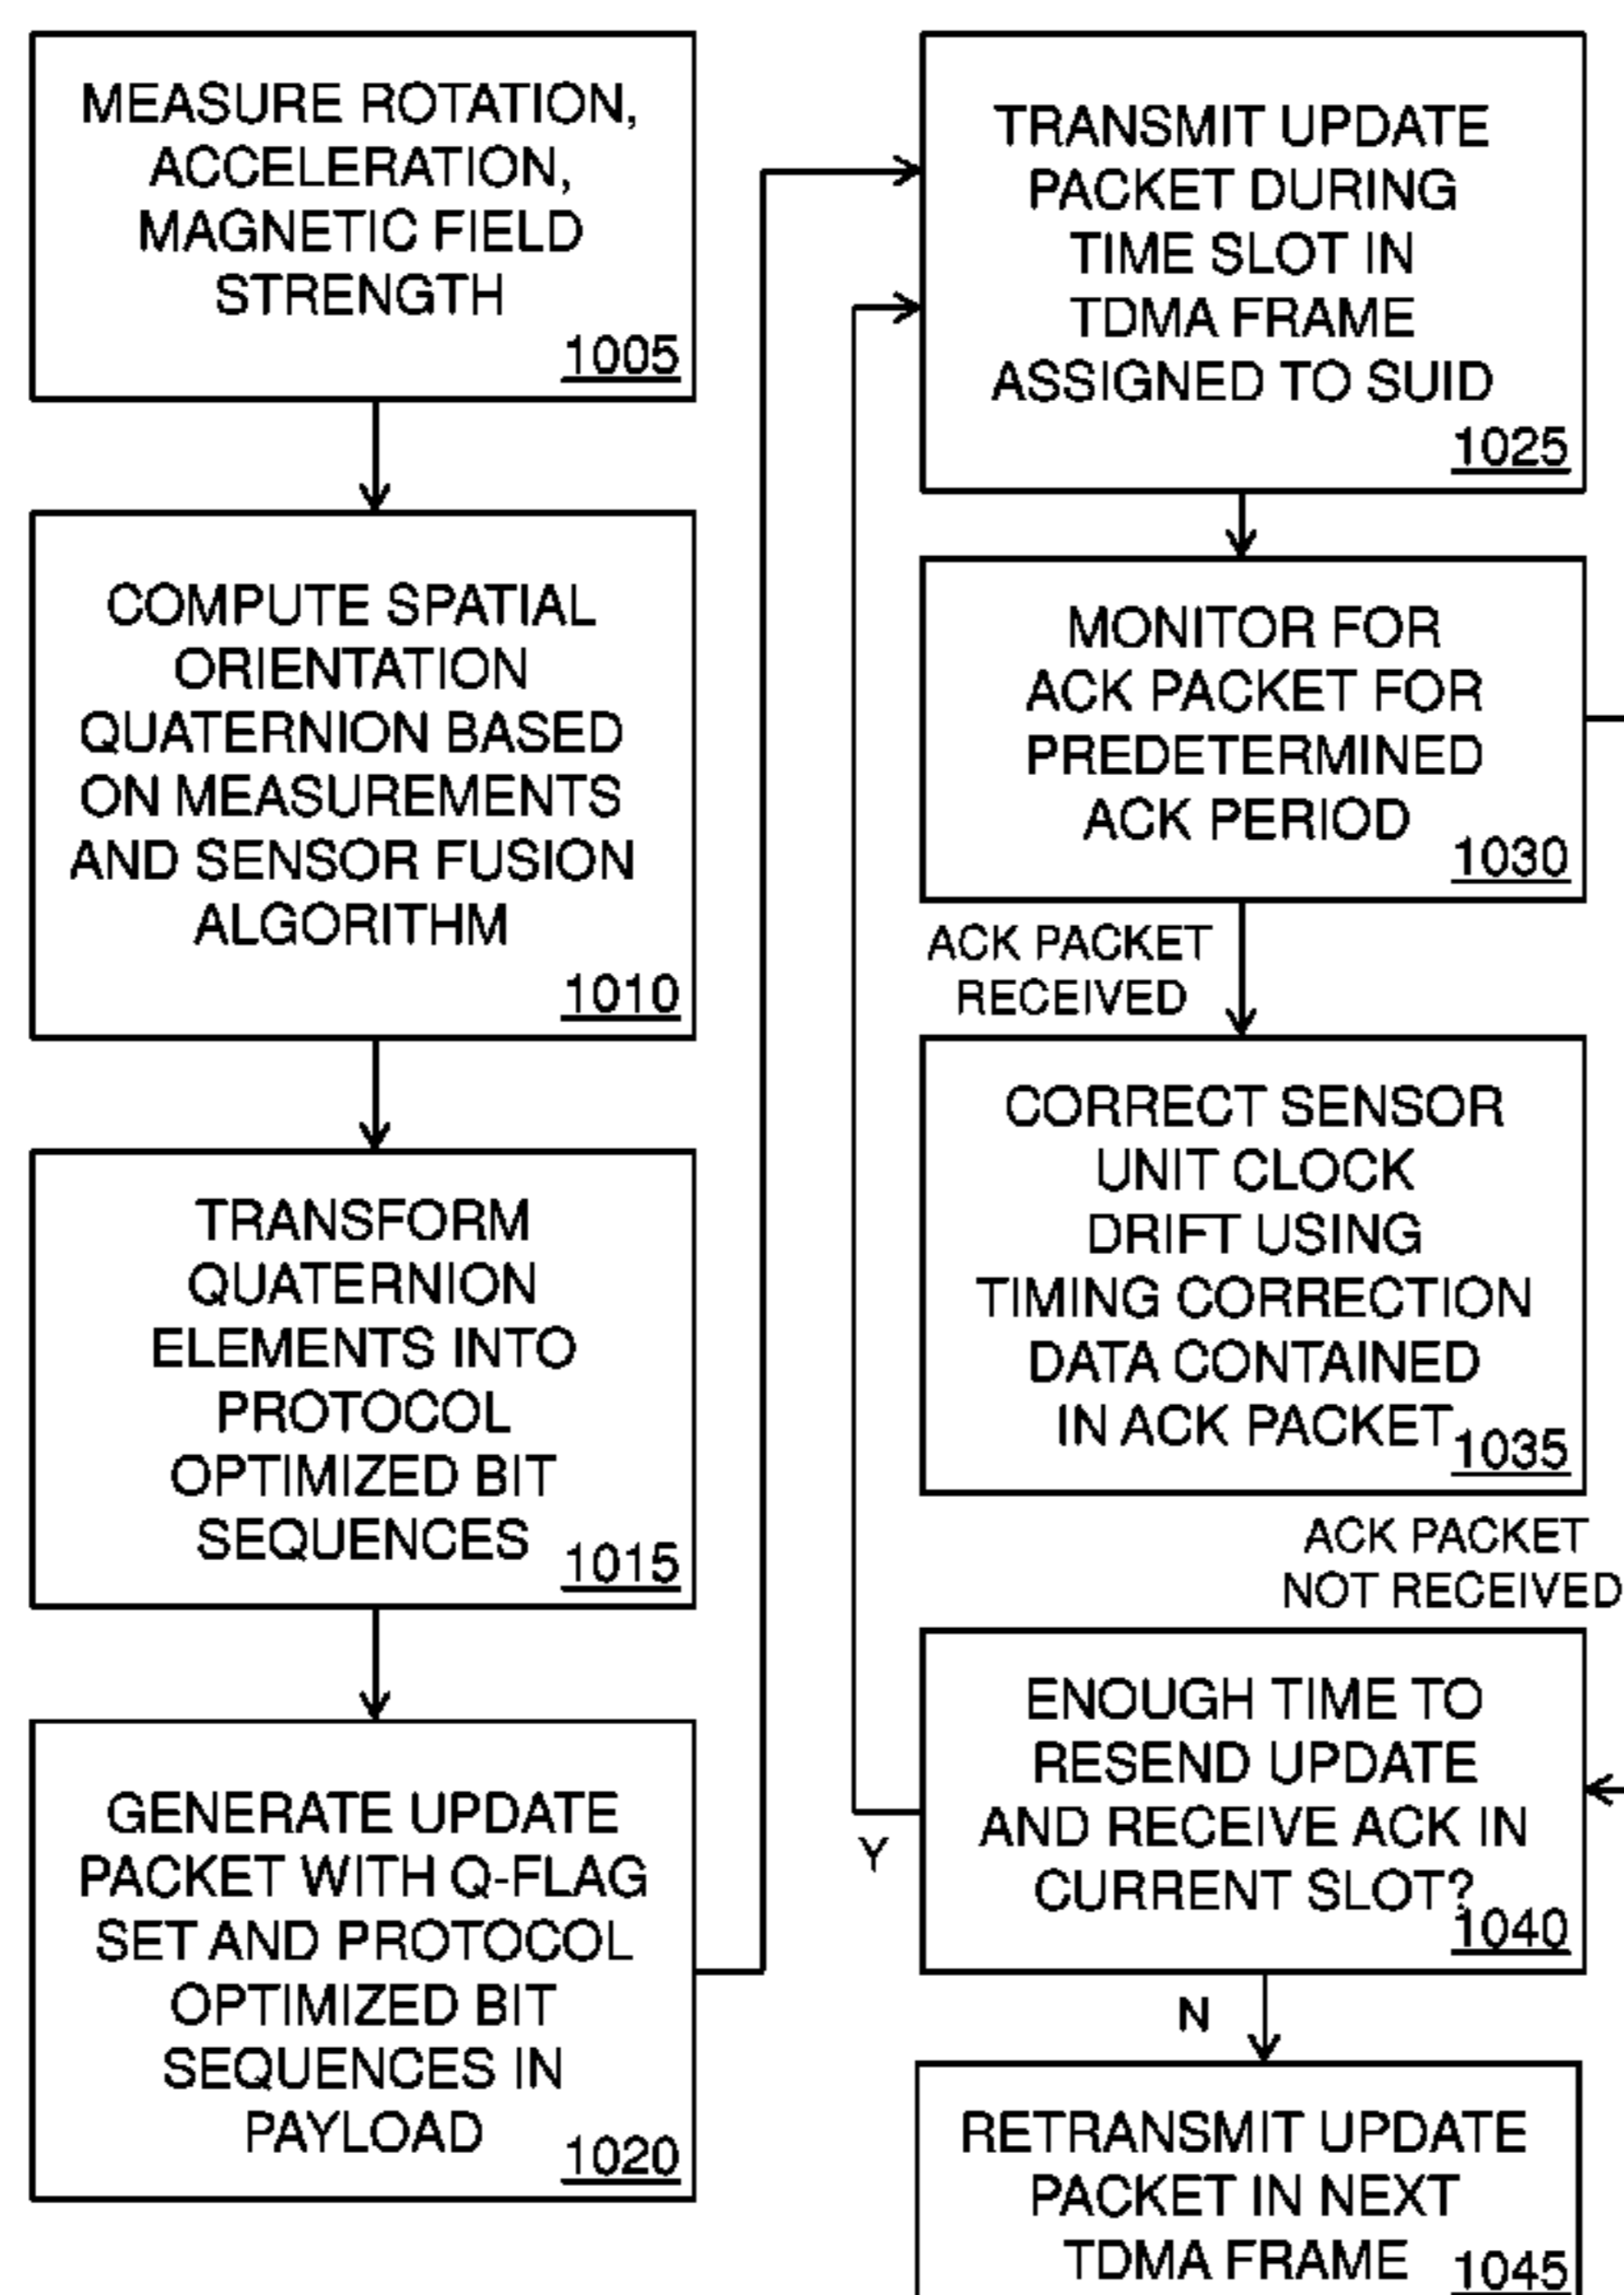 MEASURE ROTATION,
ACCELERATION,
MAGNETIC FIELD
STRENGTH
1005
COMPUTE SPATIAL
ORIENTATION
QUATERNION BASED
ON MEASUREMENTS
AND SENSOR FUSION
ALGORITHM
1010
TRANSFORM
QUATERNION
ELEMENTS INTO
PROTOCOL
OPTIMIZED BIT
SEQUENCES
1015
GENERATE UPDATE
PACKET WITH Q-FLAG
SET AND PROTOCOL
OPTIMIZED BIT
SEQUENCES IN
PAYLOAD
1020
TRANSMIT UPDATE
PACKET DURING
TIME SLOT IN
TDMA FRAME
ASSIGNED TO SUID
1025
MONITOR FOR
ACK PACKET FOR
PREDETERMINED
ACK PERIOD
1030
ACK PACKET
RECEIVED
CORRECT SENSOR
UNIT CLOCK
DRIFT USING
TIMING CORRECTION
DATA CONTAINED
IN ACK PACKET
1035
ACK PACKET
NOT RECEIVED
ENOUGH TIME TO
RESEND UPDATE
AND RECEIVE ACK IN
CURRENT SLOT?
1040
Y
N
RETRANSMIT UPDATE
PACKET IN NEXT
TDMA FRAME
1045